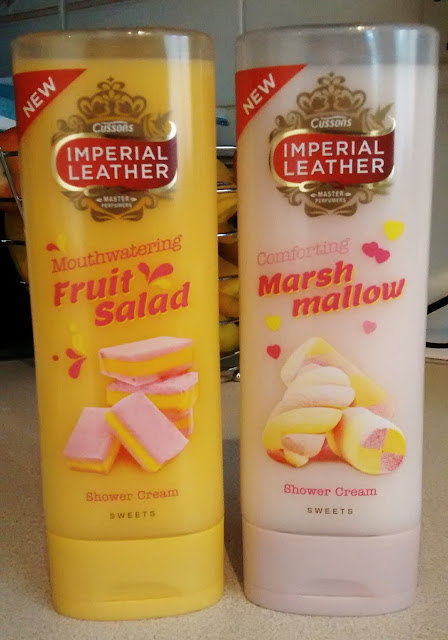 NEW
Cussons
IMPERIAL
LEATHER
MASTER
PERFUMERS
Mouthwatering
Fruit
Salad
Shower Cream
SWEETS
NEW
Cussons
IMPERIAL
LEATHER
MASTER
PERFUMERS
Comforting
Marsh
mallow
Shower Cream
SWEETS